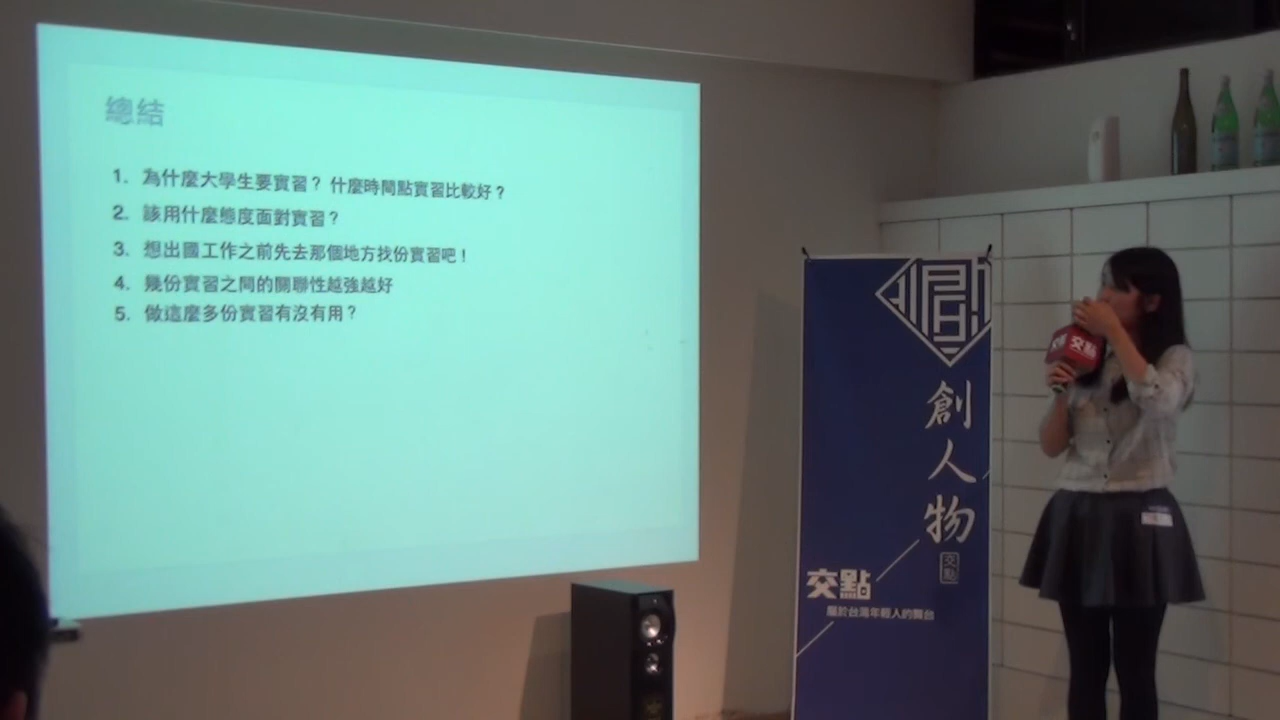 總結
1. 為什麼大學生要實習？ 什麼時間點實習比較好？
2. 該用什麼態度面對實習？
3. 想出國工作之前先去那個地方找份實習吧！
4. 幾份實習之間的關聯性越強越好
5. 做這麼多份實習有沒有用？
創人物
交點
交點
屬於台灣年輕人的舞台
交點